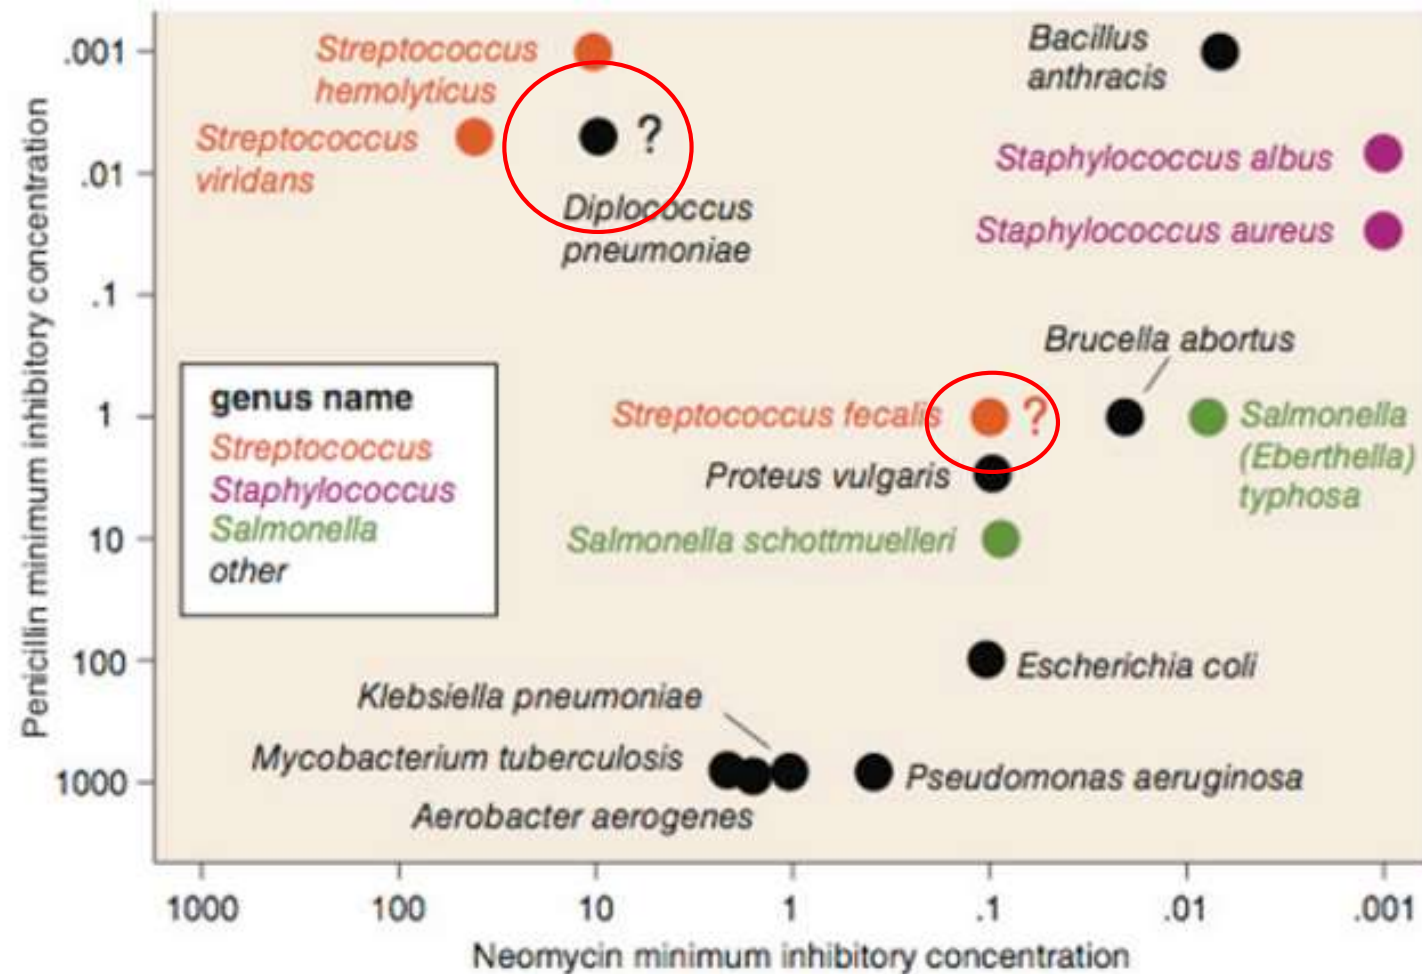 Penicillin minimum inhibitory concentration
.001
.01
.1
1
10
100
1000
Streptococcus
hemolyticus
Streptococcus
viridans
?
Diplococcus
pneumoniae
Bacillus
anthracis
Staphylococcus albus
Staphylococcus aureus
Brucella abortus
genus name
Streptococcus
Staphylococcus
Salmonella
other
Streptococcus fecalis
?
Salmonella
(Eberthella)
typhosa
Proteus vulgaris
Salmonella schottmuelleri
Escherichia coli
Klebsiella pneumoniae
Mycobacterium tuberculosis
Pseudomonas aeruginosa
Aerobacter aerogenes
1000 100 10 1 .1 .01 .001
Neomycin minimum inhibitory concentration